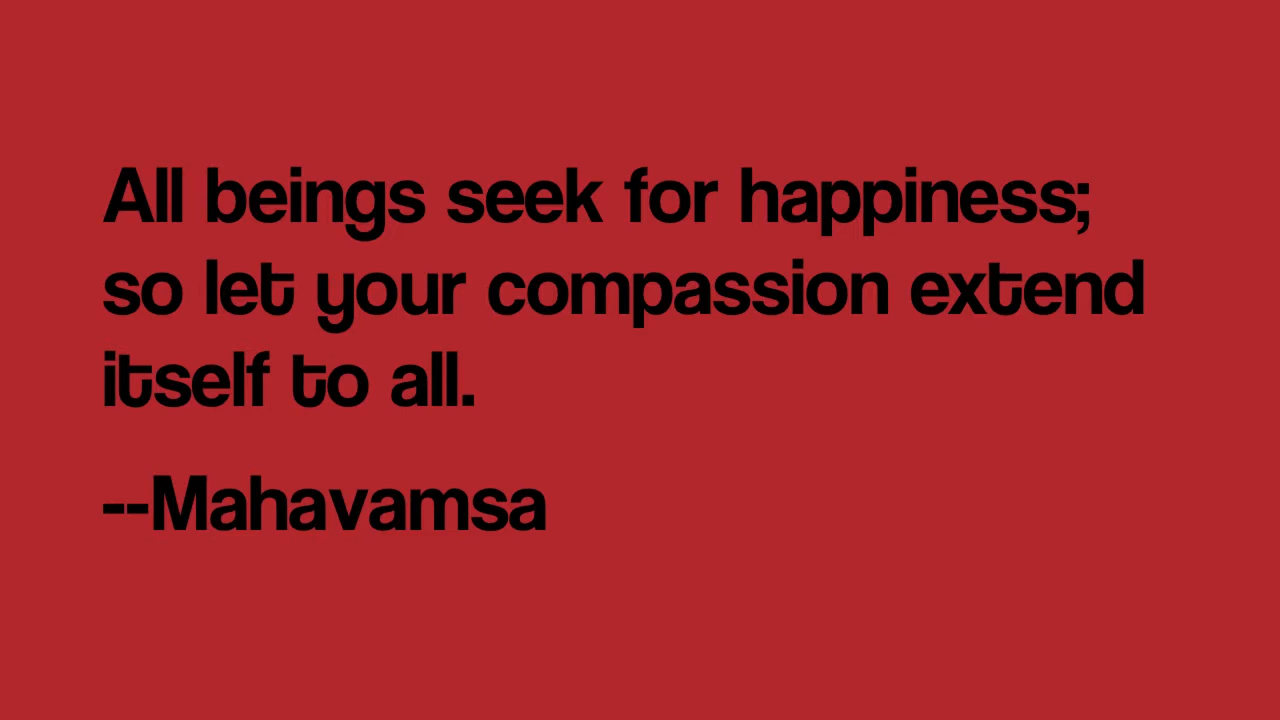 All beings seek for happiness;
so let your compassion extend
itself to all.
--Mahavamsa